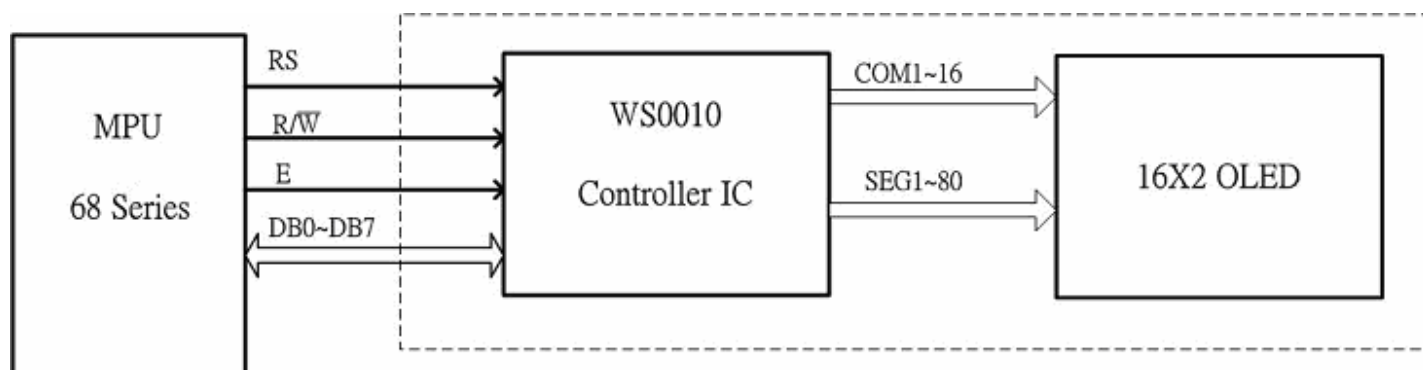 MPU
68 Series
RS
R/W̅
E
DB0~DB7
WS0010
Controller IC
COM1~16
SEG1~80
16X2 OLED